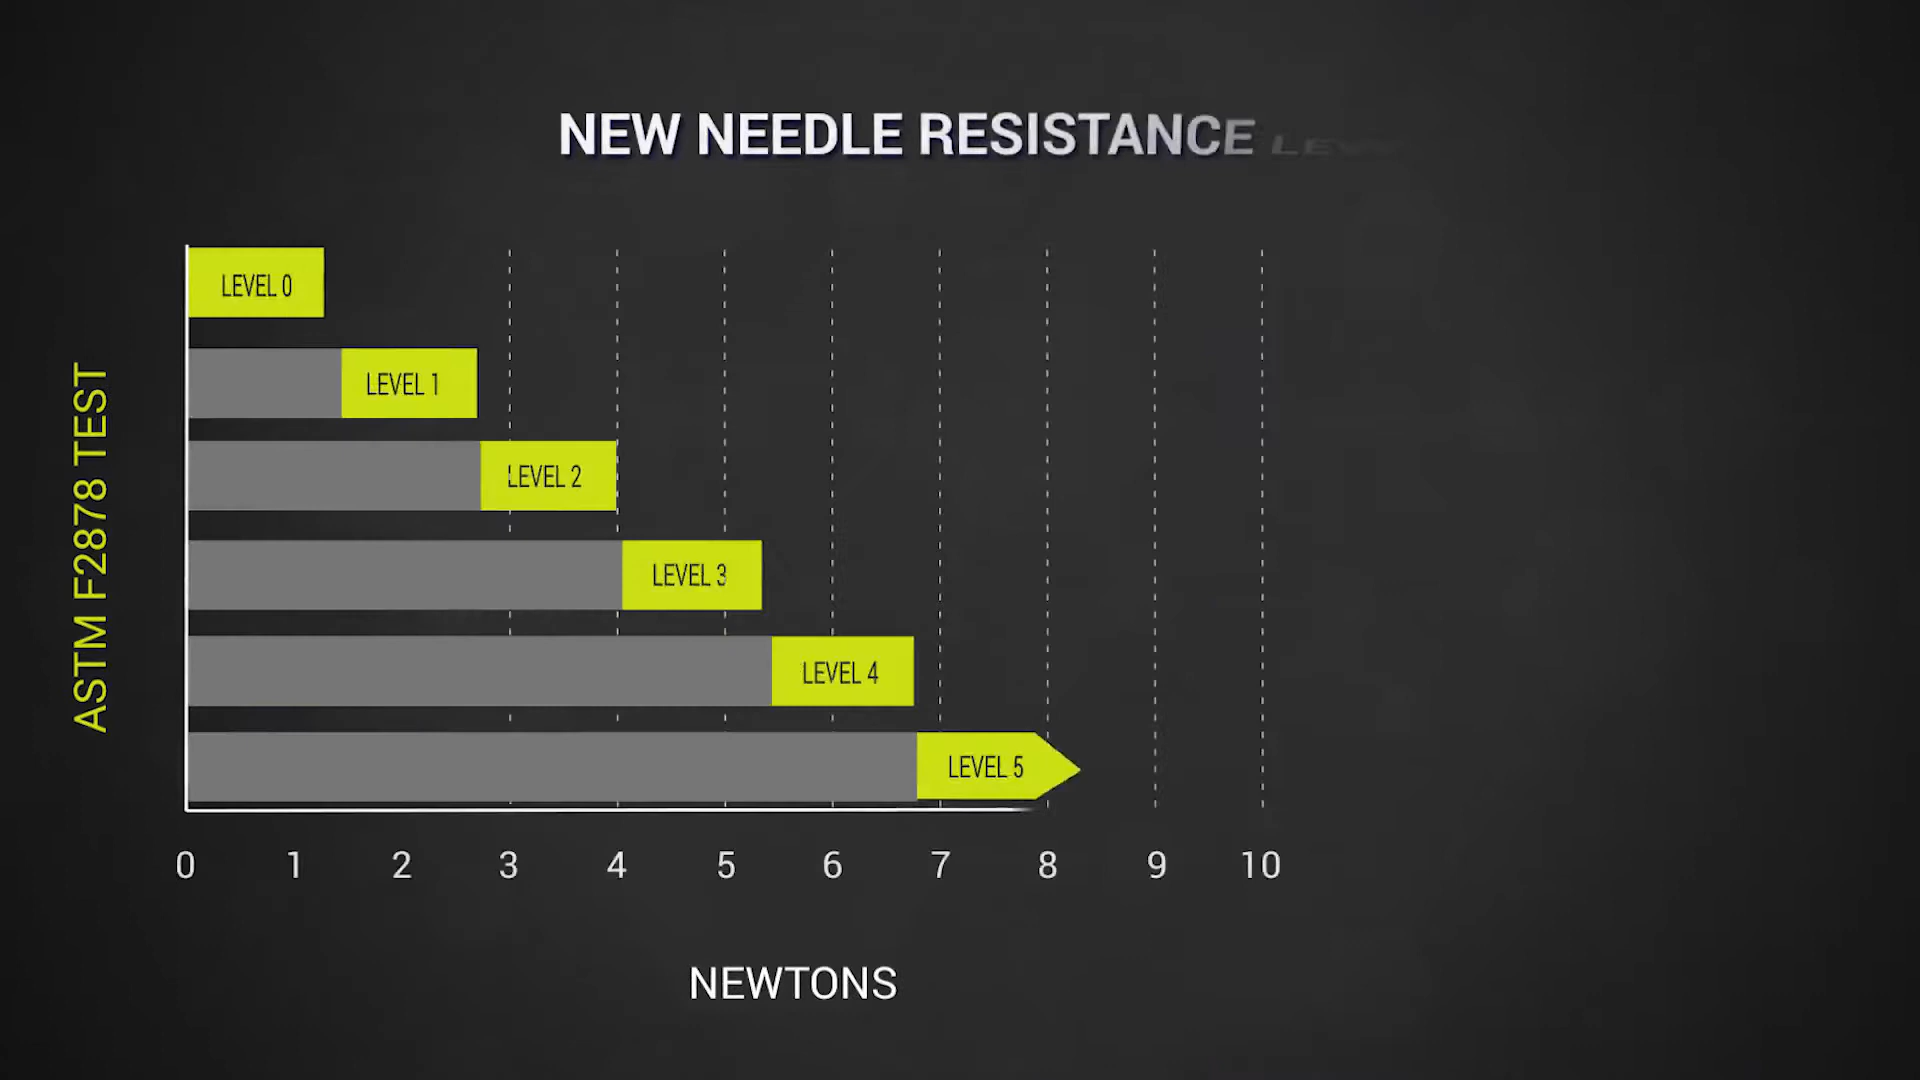 NEW NEEDLE RESISTANCE
LEVEL 0
LEVEL 1
LEVEL 2
LEVEL 3
LEVEL 4
LEVEL 5
ASTM F2878 TEST
0 1 2 3 4 5 6 7 8 9 10
NEWTONS